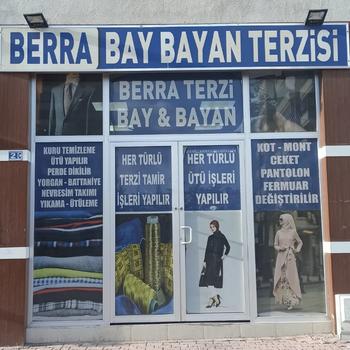 BERRA BAY BAYAN TERZİSİ
BERRA TERZİ
BAY & BAYAN
KURU TEMİZLEME
ÜTÜ YAPILIR
PERDE DİKİLİR
YORGAN - BATTANİYE
NEVRESİM TAKIMI
YIKAMA - ÜTÜLEME
HER TÜRLÜ
TERZİ TAMİR
İŞLERİ YAPILIR
HER TÜRLÜ
ÜTÜ İŞLERİ
YAPILIR
KOT - MONT
CEKET
PANTOLON
FERMUAR
DEĞİŞTİRİLİR